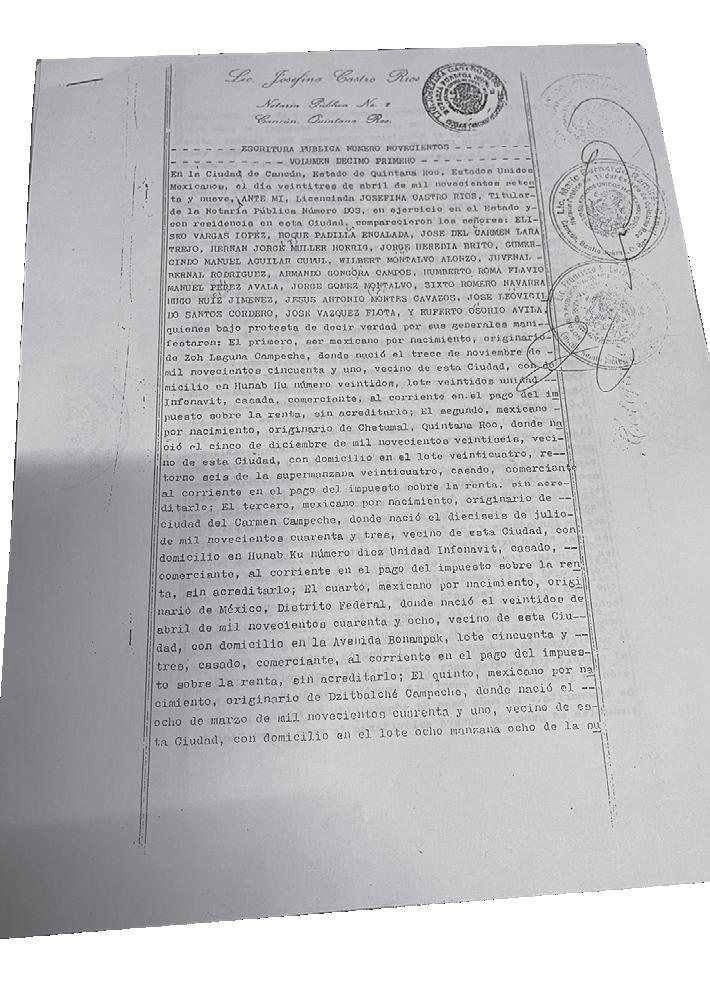 Lic. Josefina Castro Rios
Notaria Pública No. 2
Cancún, Quintana Roo.
- - - - - - - ESCRITURA PUBLICA NUMERO NOVECIENTOS - - - - - -
- - - - - - - - - - - VOLUMEN DECIMO PRIMERO - - - - - - - - -
En la Ciudad de Cancún, Estado de Quintana Roo, Estados Unidos
Mexicanos, el día veintitres de abril de mil novecientos seten
ta y nueve, ANTE MI, Licenciada JOSEFINA CASTRO RIOS, Titular-
de la Notaría Pública Número DOS, en ejercicio en el Estado y-
con residencia en esta Ciudad, comparecieron los señores: ELI-
SEO VARGAS LOPEZ, ROQUE PADILLA ENCALADA, JOSE DEL CARMEN LARA
TREJO, HERNAN JORGE MULLER HOERIG, JORGE HEREDIA BRITO, GUMER-
CINDO MANUEL AGUILAR CUPUL, WILBERT MONTALVO ALONZO, JUVENAL -
BERNAL RODRIGUEZ, ARMANDO GONGORA CAMPOS, HUMBERTO ROMA FLAVIO
MANUEL PEREZ AVALA, JORGE GOMEZ MONTALVO, SIXTO ROMERO NAVARRA
HUGO RUIZ JIMENEZ, JESUS ANTONIO MONTES CAVAZOS, JOSE LEOVIGIL
DO SANTOS CORDERO, JOSE VAZQUEZ FLOTA, Y RUPERTO OSORIO AVILA,
quienes bajo protesta de decir verdad por sus generales mani-
festaron: El primero, ser mexicano por nacimiento, originario-
de Zoh Laguna Campeche, donde nació el trece de noviembre de -
mil novecientos cincuenta y uno, vecino de esta Ciudad, con do
micilio en Hunab Hu número veintidos, lote veintidos unidad--
Infonavit, casada, comerciante, al corriente en el pago del im
puesto sobre la renta, sin acreditarlo; El segundo, mexicano -
por nacimiento, originario de Chetumal, Quintana Roo, donde na
ció el cinco de diciembre de mil novecientos veintiseis, veci-
no de esta Ciudad, con domicilio en el lote veinticuatro, re--
torno seis de la supermanzana veinticuatro, casado, comerciante
al corriente en el pago del impuesto sobre la renta. sin acre-
ditarlo; El tercero, mexicano por nacimiento, originario de --
ciudad del Carmen Campeche, donde nació el dieciseis de julio-
de mil novecientos cuarenta y tres, vecino de esta Ciudad, con
domicilio en Hunab Ku número diez Unidad Infonavit, casado, --
comerciante, al corriente en el pago del impuesto sobre la ren
ta, sin acreditarlo; El cuarto, mexicano por nacimiento, origi
nario de México, Distrito Federal, donde nació el veintidos de
abril de mil novecientos cuarenta y ocho, vecino de esta Ciu--
dad, con domicilio en la Avenida Bonampak, lote cincuenta y --
tres, casado, comerciante, al corriente en el pago del impues-
to sobre la renta, sin acreditarlo; El quinto, mexicano por na
cimiento, originario de Dzitbalché Campeche, donde nació el --
ocho de marzo de mil novecientos cuarenta y uno, vecino de es-
ta Ciudad, con domicilio en el lote ocho manzana ocho de la su